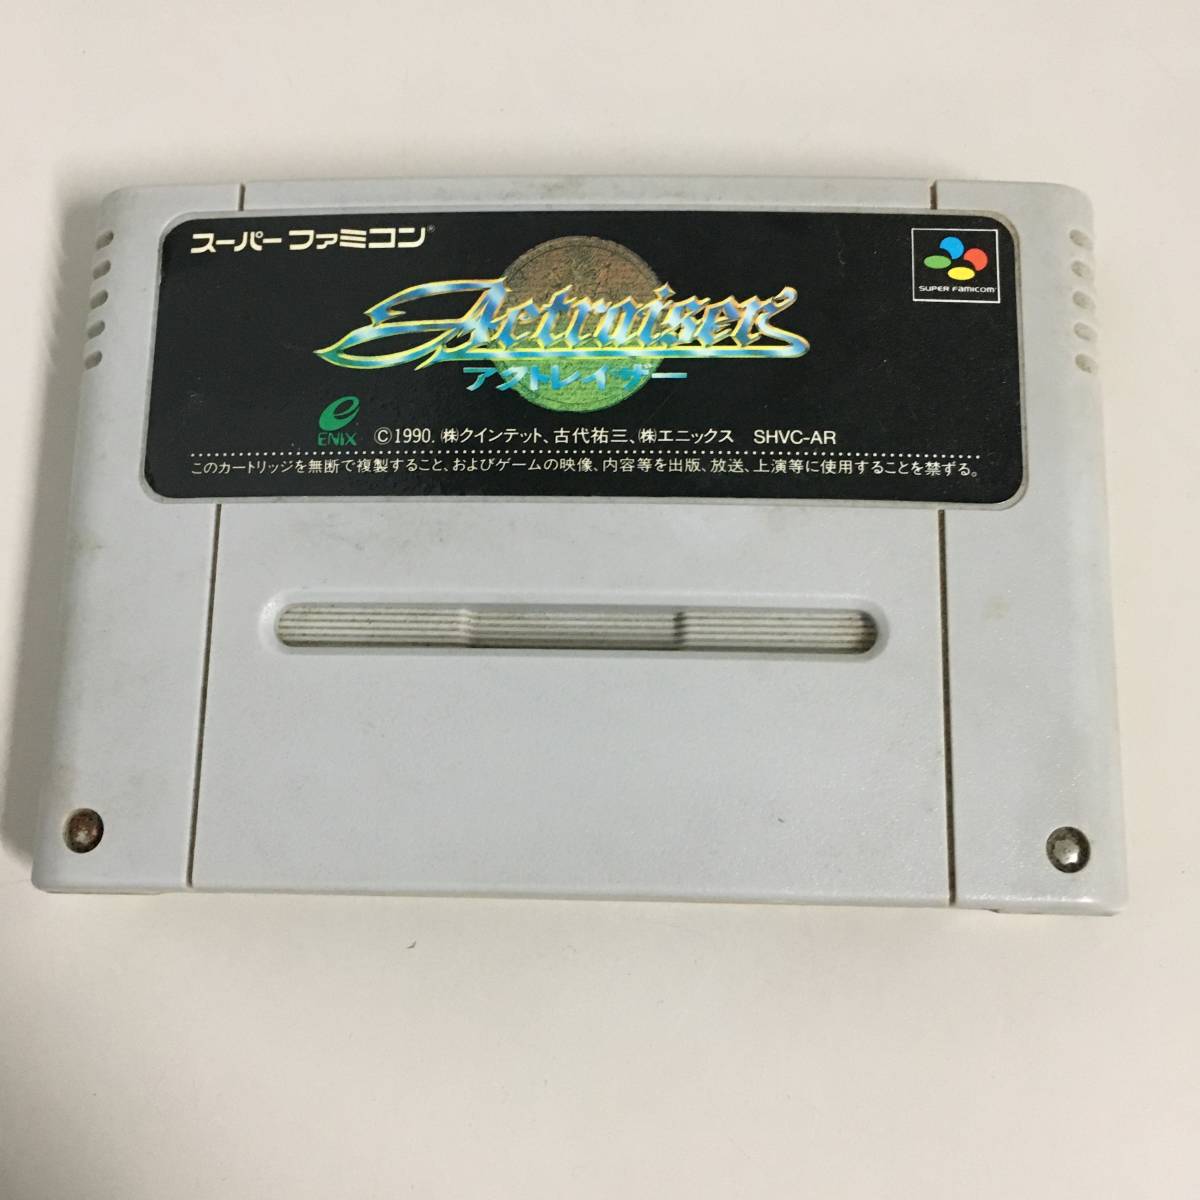 スーパーファミコン®
SUPER FAMICOM
Actraiser
アクトレイザー
e
ENIX ©1990. ㈱クインテット、古代祐三、㈱エニックス SHVC-AR
このカートリッジを無断で複製すること、およびゲームの映像、内容等を出版、放送、上演等に使用することを禁ずる。